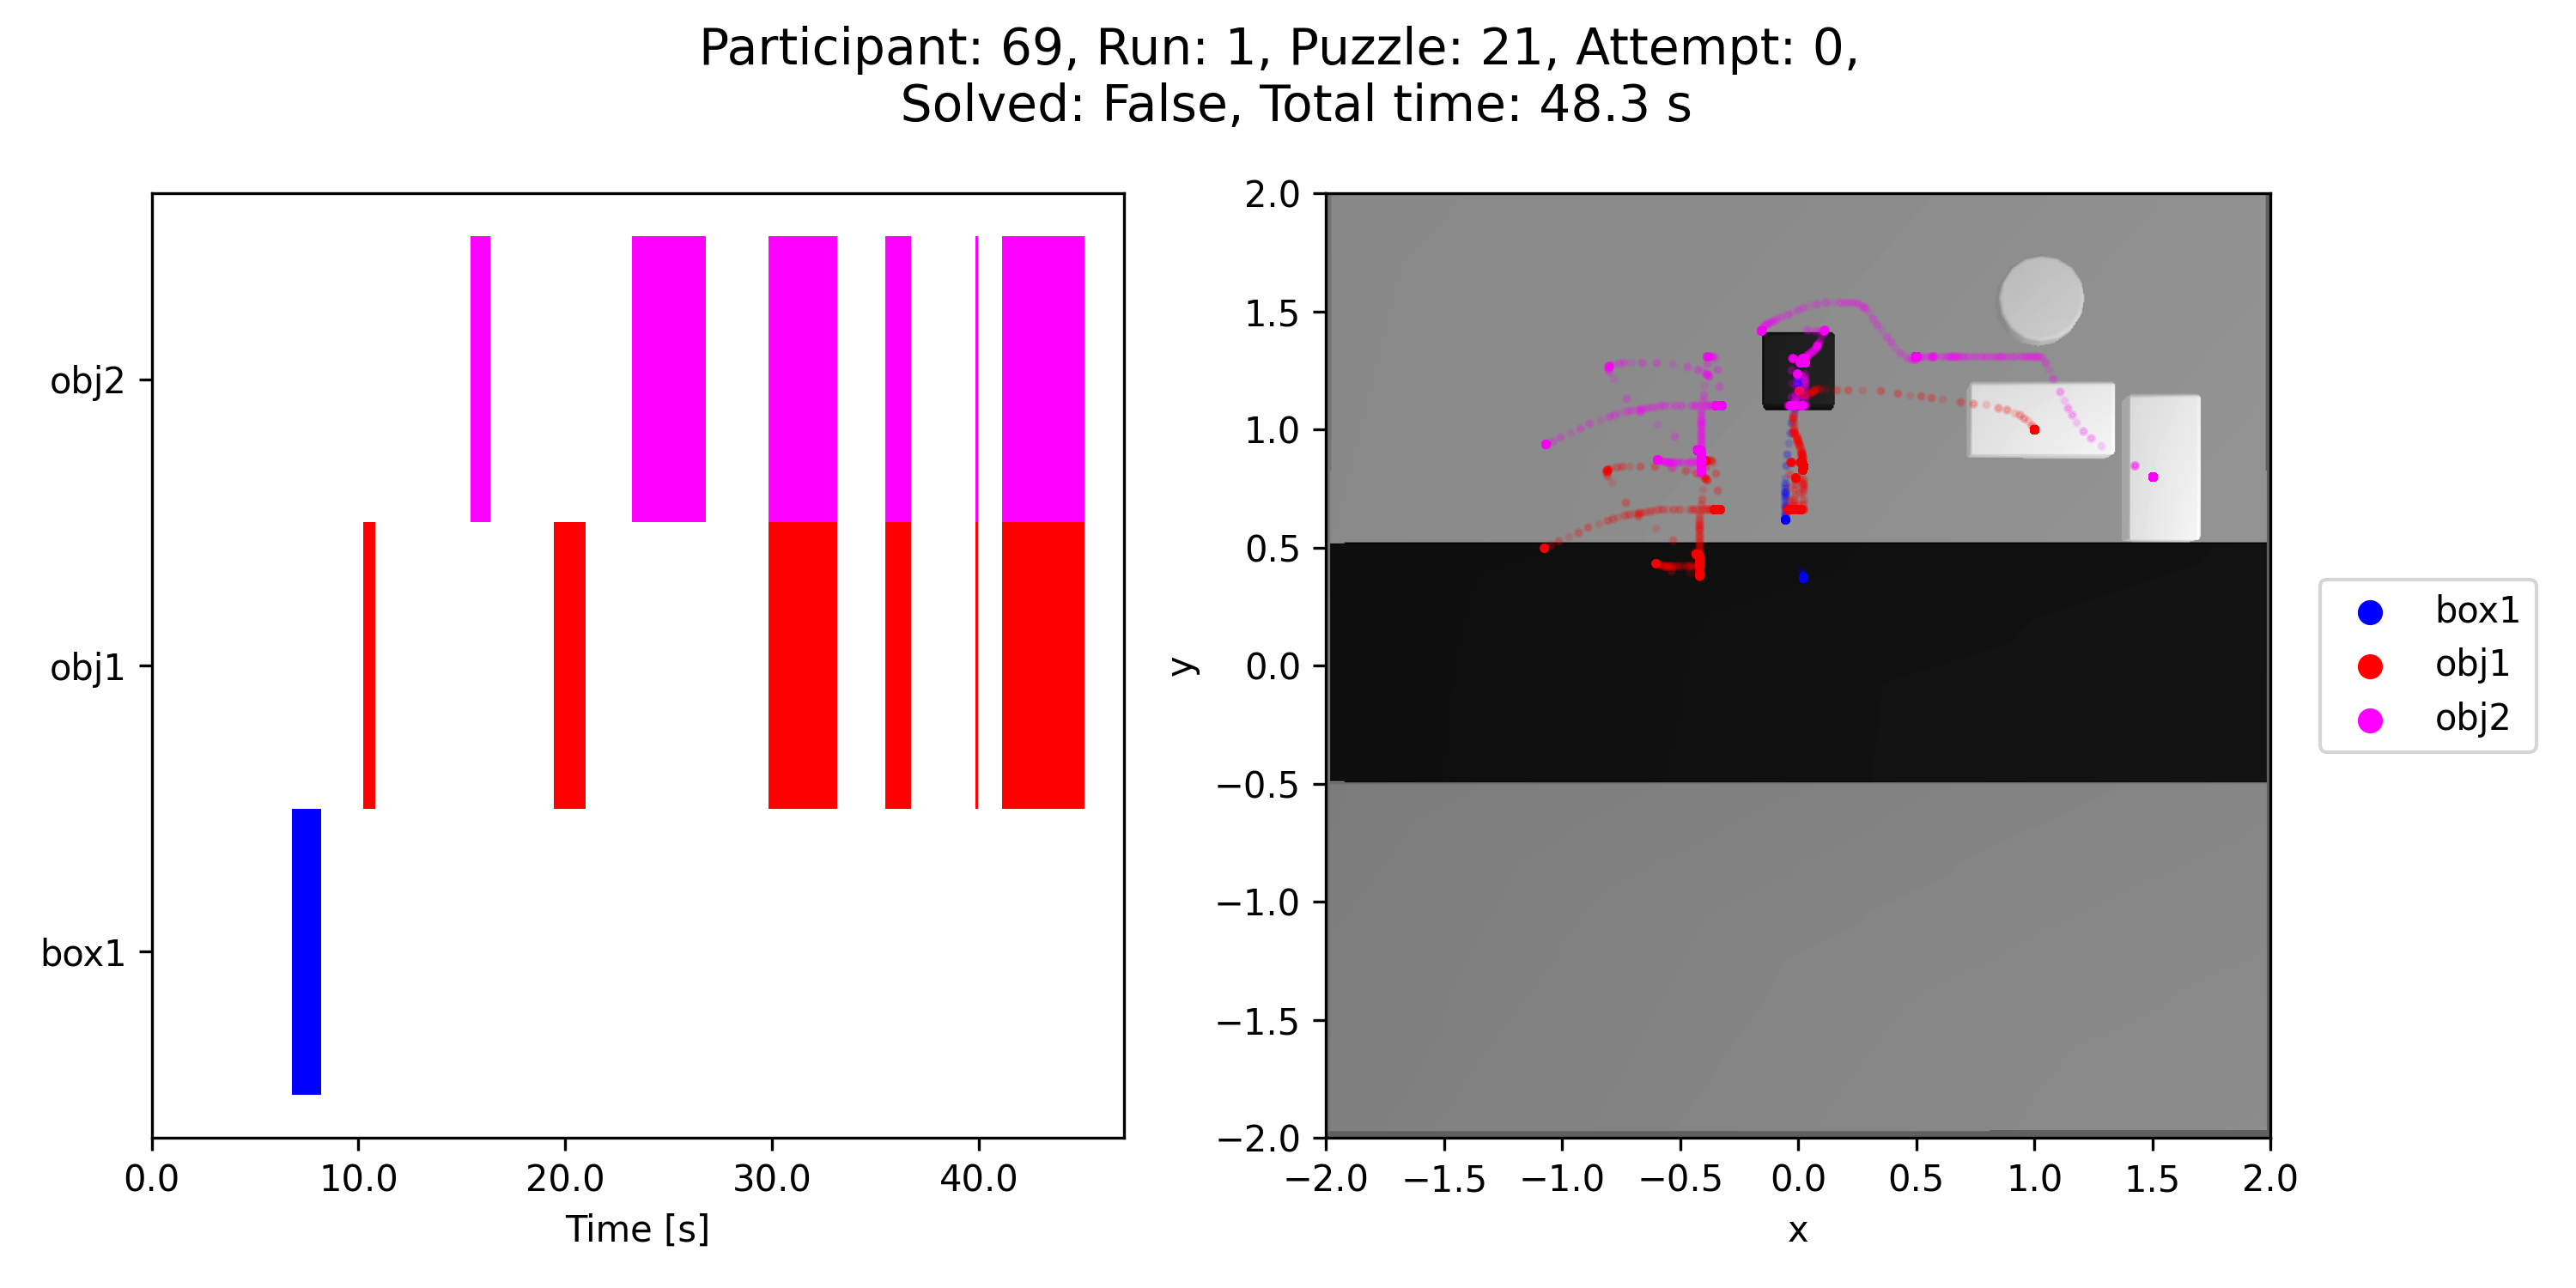 Participant: 69, Run: 1, Puzzle: 21, Attempt: 0,
Solved: False, Total time: 48.3 s
obj2
obj1
box1
0.0 10.0 20.0 30.0 40.0
Time [s]
2.0
1.5
1.0
0.5
0.0
−0.5
−1.0
−1.5
−2.0
y
−2.0 −1.5 −1.0 −0.5 0.0 0.5 1.0 1.5 2.0
x
box1
obj1
obj2